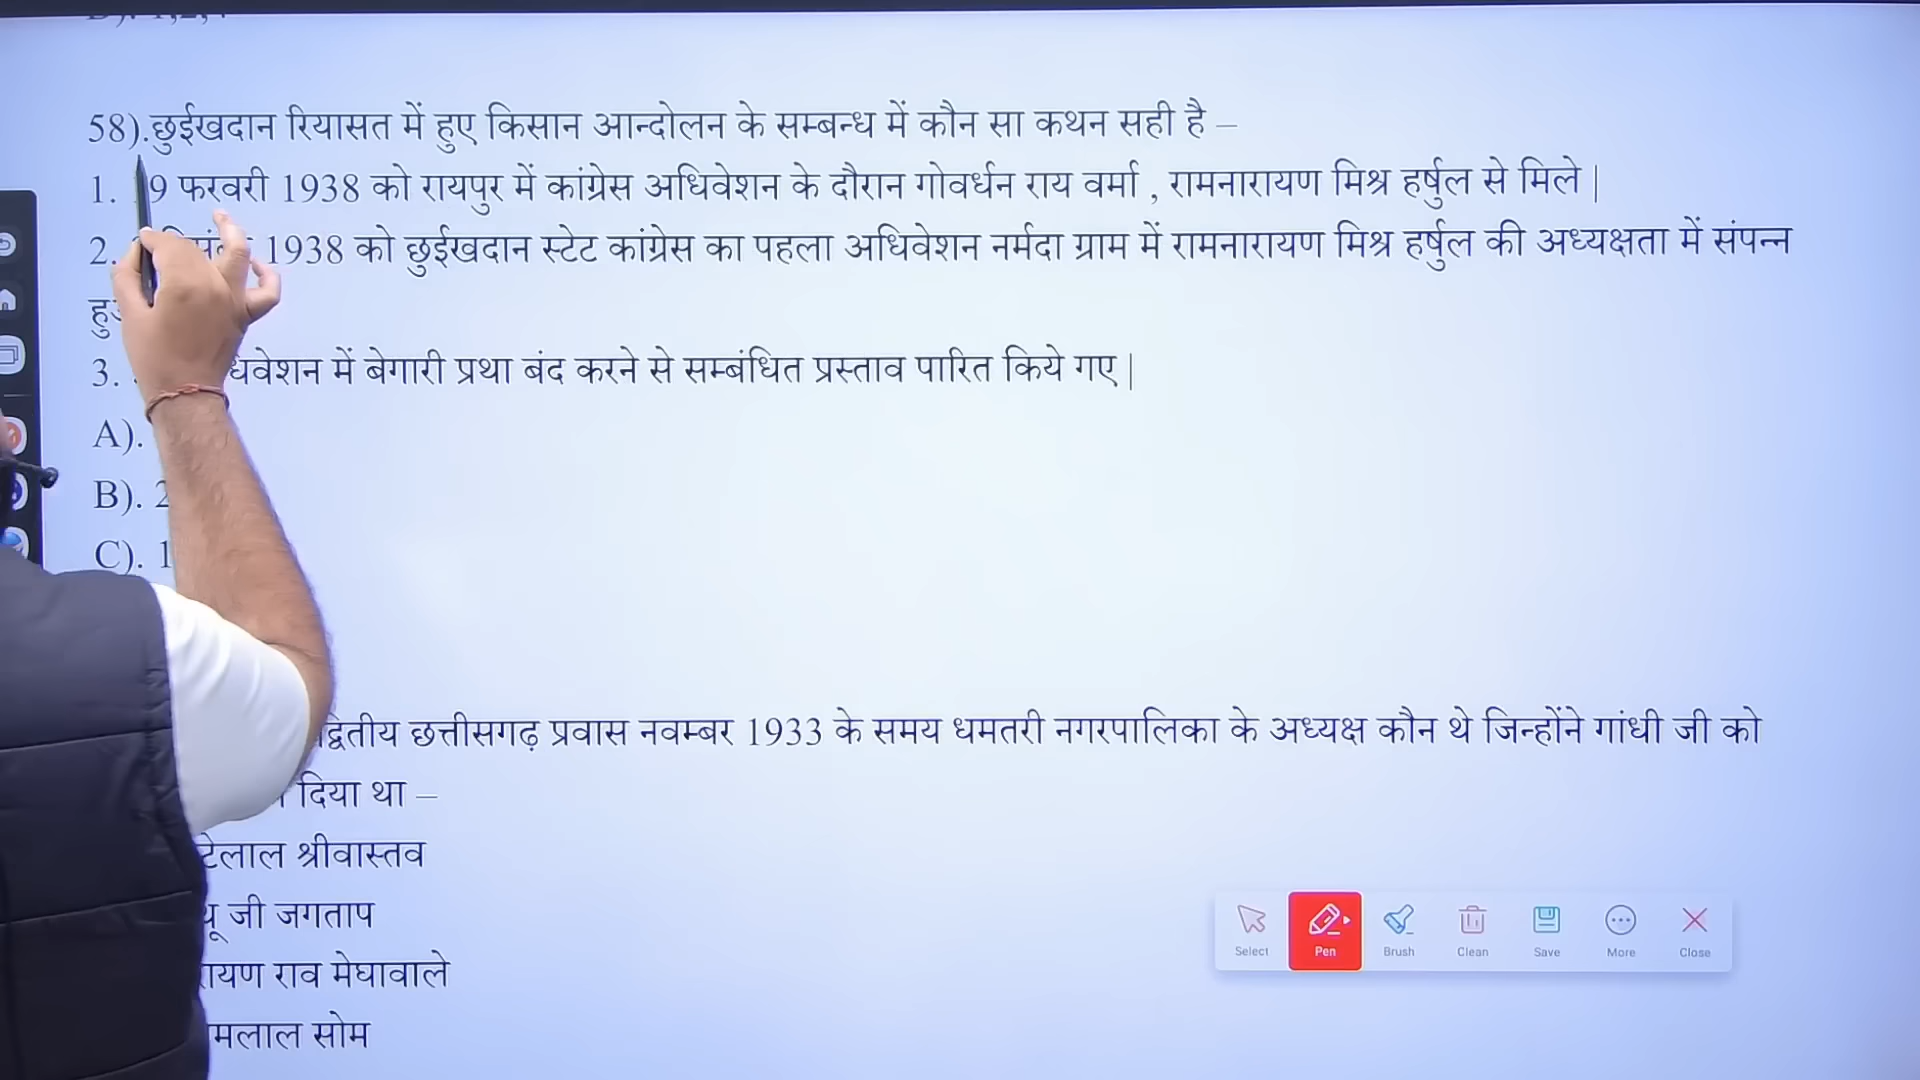 58).छुईखदान रियासत में हुए किसान आन्दोलन के सम्बन्ध में कौन सा कथन सही है –
1. 9 फरवरी 1938 को रायपुर में कांग्रेस अधिवेशन के दौरान गोवर्धन राय वर्मा , रामनारायण मिश्र हर्षुल से मिले |
2. 1938 को छुईखदान स्टेट कांग्रेस का पहला अधिवेशन नर्मदा ग्राम में रामनारायण मिश्र हर्षुल की अध्यक्षता में संपन्न
3. में बेगारी प्रथा बंद करने से सम्बंधित प्रस्ताव पारित किये गए |
A).
B). 2
C). 1
द्वितीय छत्तीसगढ़ प्रवास नवम्बर 1933 के समय धमतरी नगरपालिका के अध्यक्ष कौन थे जिन्होंने गांधी जी को
दिया था –
श्रीवास्तव
जी जगताप
राव मेघावाले
सोम
Select Pen Brush Clean Save More Close